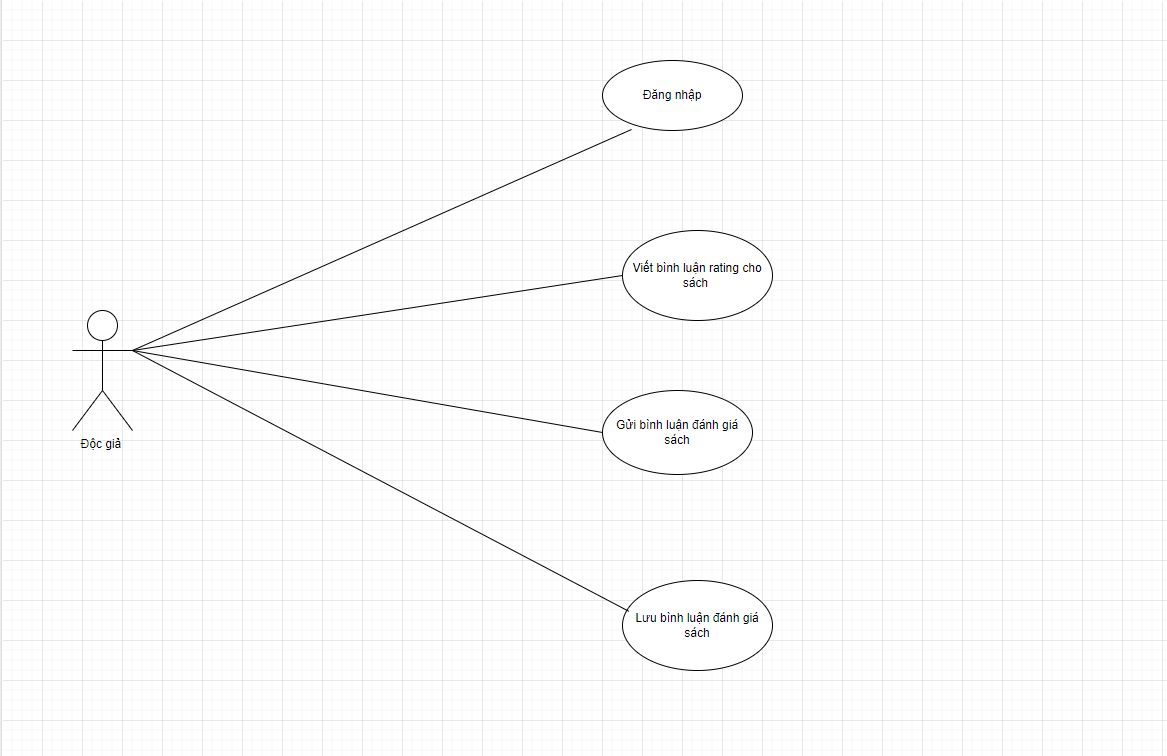 Đăng nhập
Viết bình luận rating cho
sách
Gửi bình luận đánh giá
sách
Độc giả
Lưu bình luận đánh giá
sách